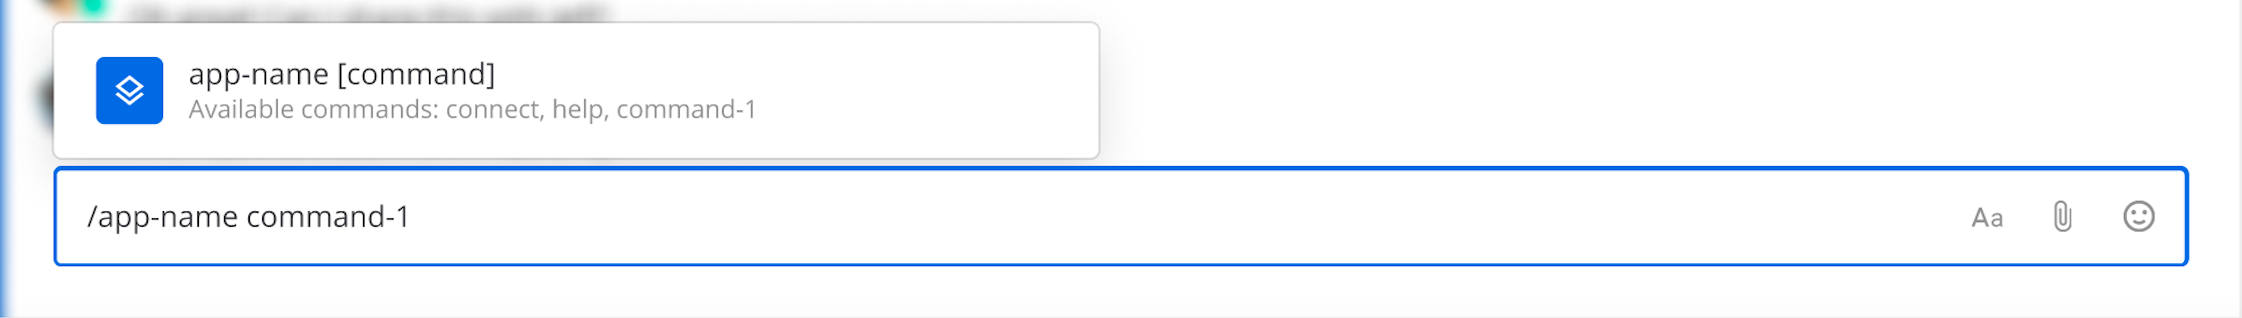 app-name [command]
Available commands: connect, help, command-1
/app-name command-1
Aa